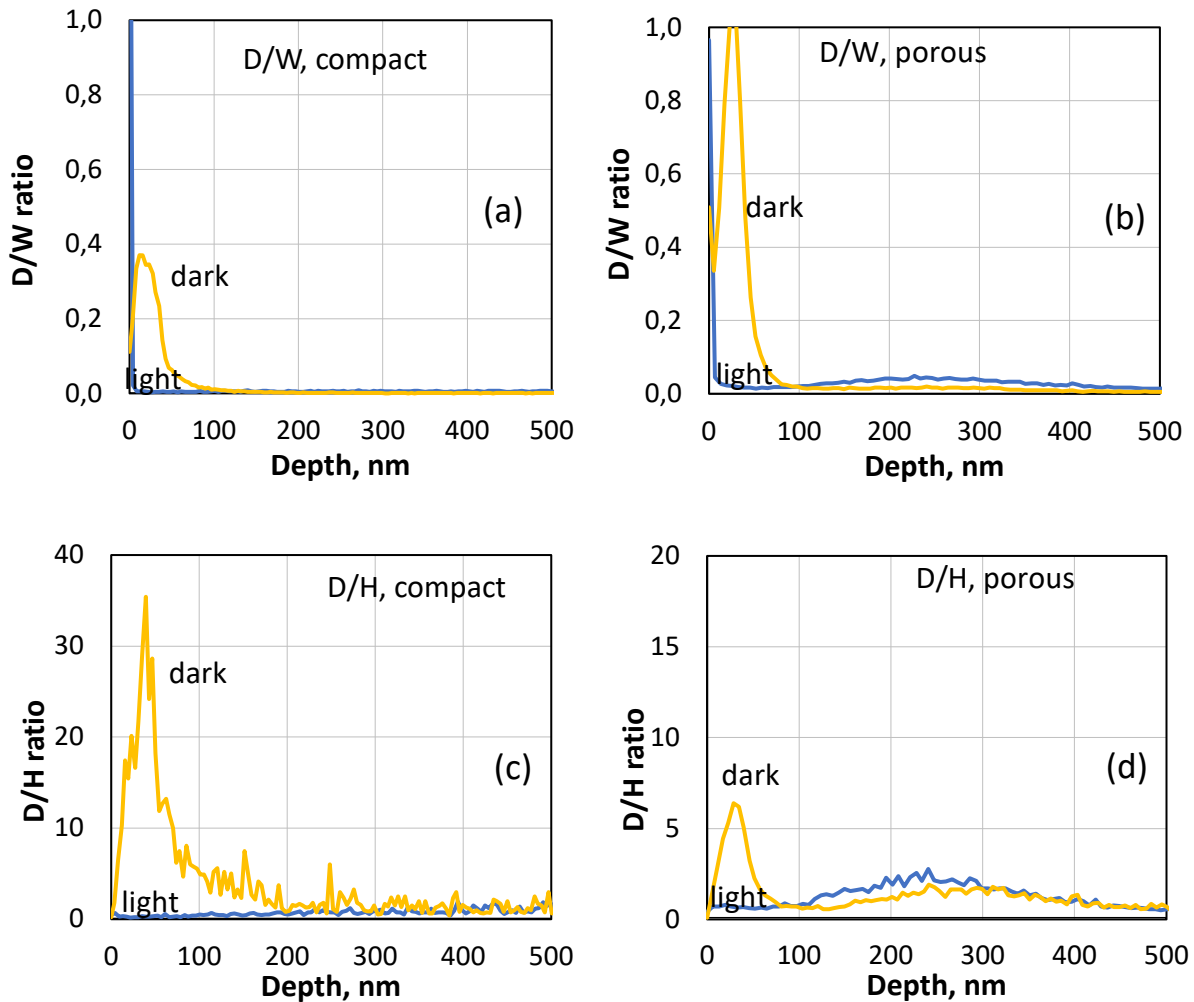 D/W, compact
1,0
0,8
0,6
0,4
0,2
0,0
D/W ratio
(a)
dark
light
0 100 200 300 400 500
Depth, nm
D/W, porous
1,0
0,8
0,6
0,4
0,2
0,0
D/W ratio
(b)
dark
light
0 100 200 300 400 500
Depth, nm
D/H, compact
40
30
20
10
0
D/H ratio
(c)
dark
light
0 100 200 300 400 500
Depth, nm
D/H, porous
20
15
10
5
0
D/H ratio
(d)
dark
light
0 100 200 300 400 500
Depth, nm